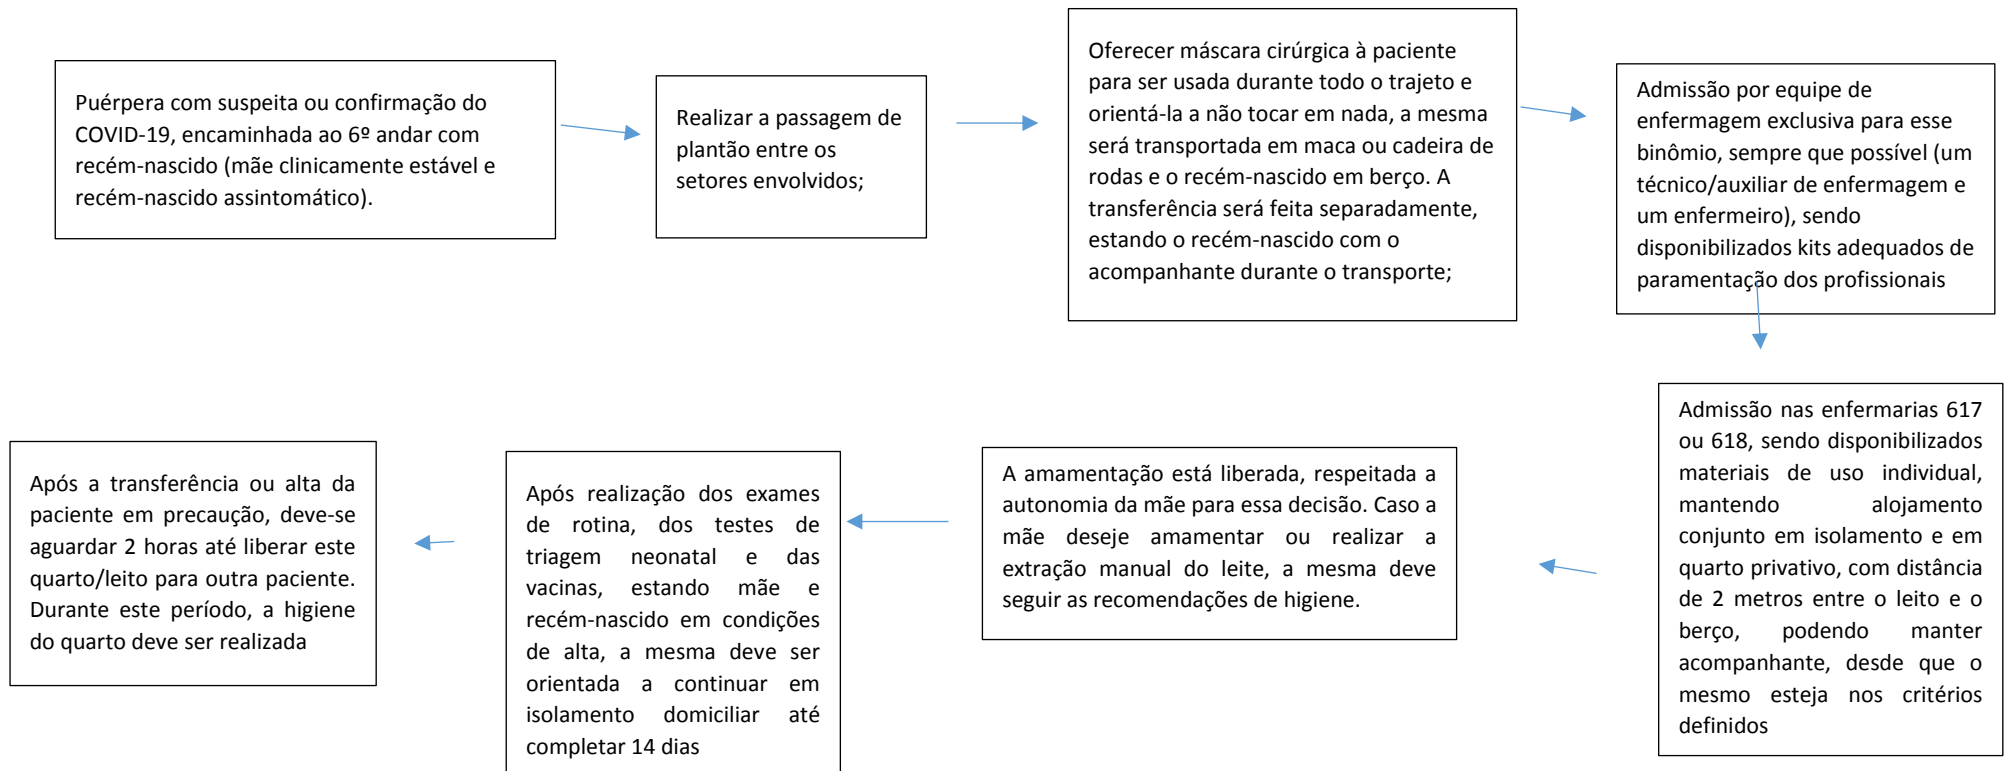 Puérpera com suspeita ou confirmação do
COVID-19, encaminhada ao 6º andar com
recém-nascido (mãe clinicamente estável e
recém-nascido assintomático).
Realizar a passagem de
plantão entre os
setores envolvidos;
Oferecer máscara cirúrgica à paciente
para ser usada durante todo o trajeto e
orientá-la a não tocar em nada, a mesma
será transportada em maca ou cadeira de
rodas e o recém-nascido em berço. A
transferência será feita separadamente,
estando o recém-nascido com o
acompanhante durante o transporte;
Admissão por equipe de
enfermagem exclusiva para esse
binômio, sempre que possível (um
técnico/auxiliar de enfermagem e
um enfermeiro), sendo
disponibilizados kits adequados de
paramentação dos profissionais
Admissão nas enfermarias 617
ou 618, sendo disponibilizados
materiais de uso individual,
mantendo alojamento
conjunto em isolamento e em
quarto privativo, com distância
de 2 metros entre o leito e o
berço, podendo manter
acompanhante, desde que o
mesmo esteja nos critérios
definidos
A amamentação está liberada, respeitada a
autonomia da mãe para essa decisão. Caso a
mãe deseje amamentar ou realizar a
extração manual do leite, a mesma deve
seguir as recomendações de higiene.
Após realização dos exames
de rotina, dos testes de
triagem neonatal e das
vacinas, estando mãe e
recém-nascido em condições
de alta, a mesma deve ser
orientada a continuar em
isolamento domiciliar até
completar 14 dias
Após a transferência ou alta da
paciente em precaução, deve-se
aguardar 2 horas até liberar este
quarto/leito para outra paciente.
Durante este período, a higiene
do quarto deve ser realizada